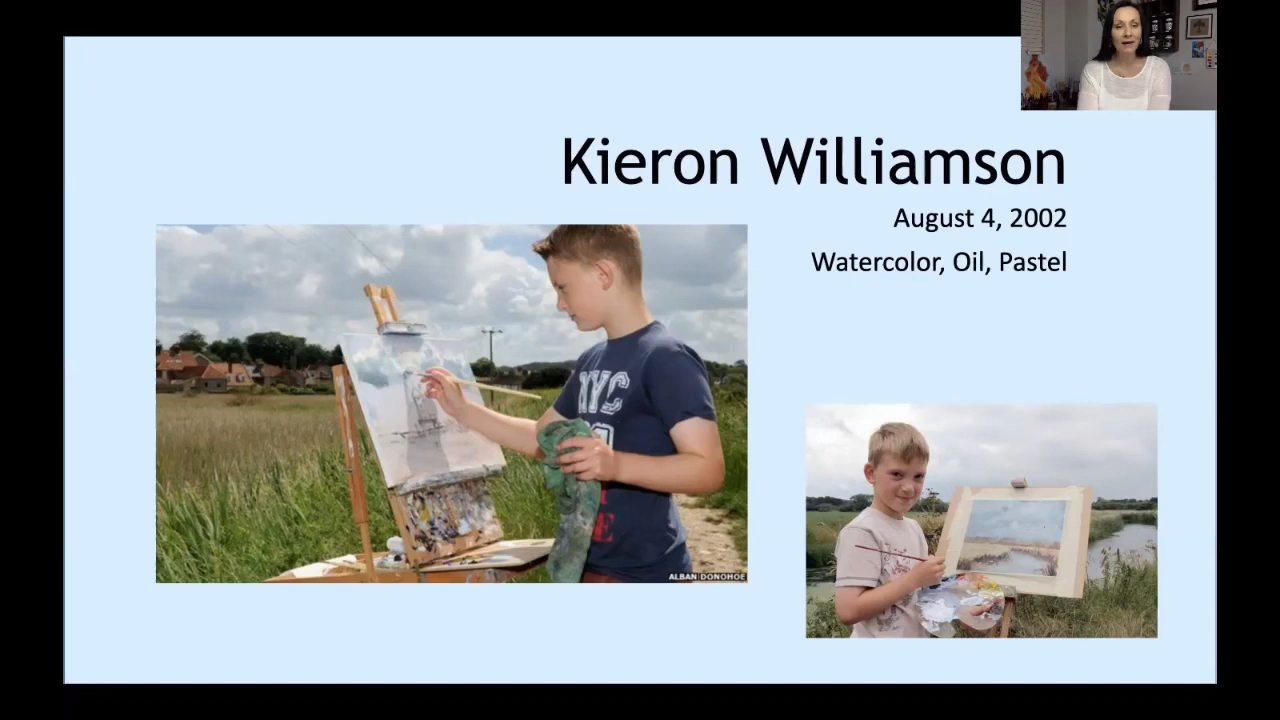 Kieron Williamson
August 4, 2002
Watercolor, Oil, Pastel
NYC
ALBAN DONOHOE